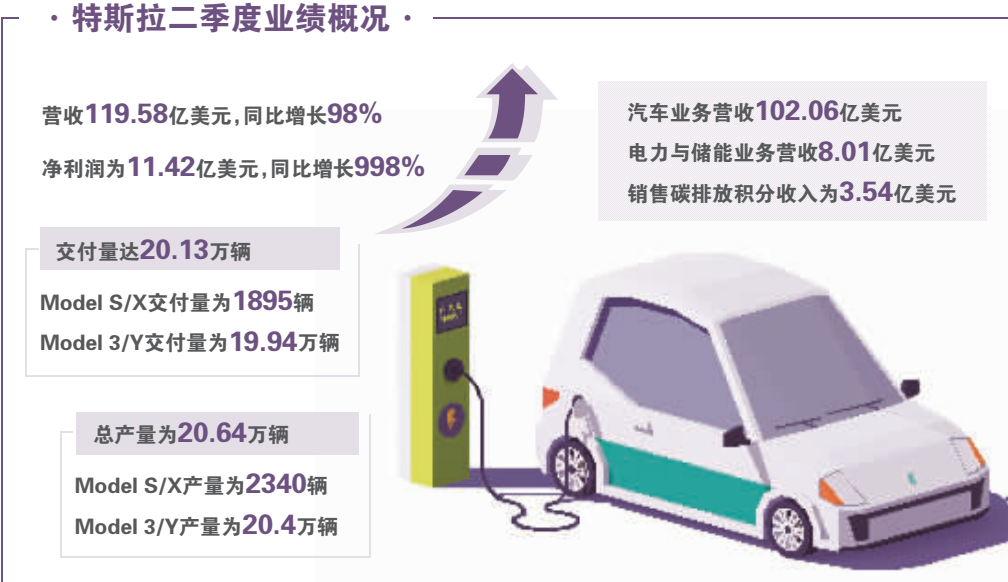 · 特斯拉二季度业绩概况 ·
营收119.58亿美元,同比增长98%
净利润为11.42亿美元,同比增长998%
汽车业务营收102.06亿美元
电力与储能业务营收8.01亿美元
销售碳排放积分收入为3.54亿美元
交付量达20.13万辆
Model S/X交付量为1895辆
Model 3/Y交付量为19.94万辆
总产量为20.64万辆
Model S/X产量为2340辆
Model 3/Y产量为20.4万辆